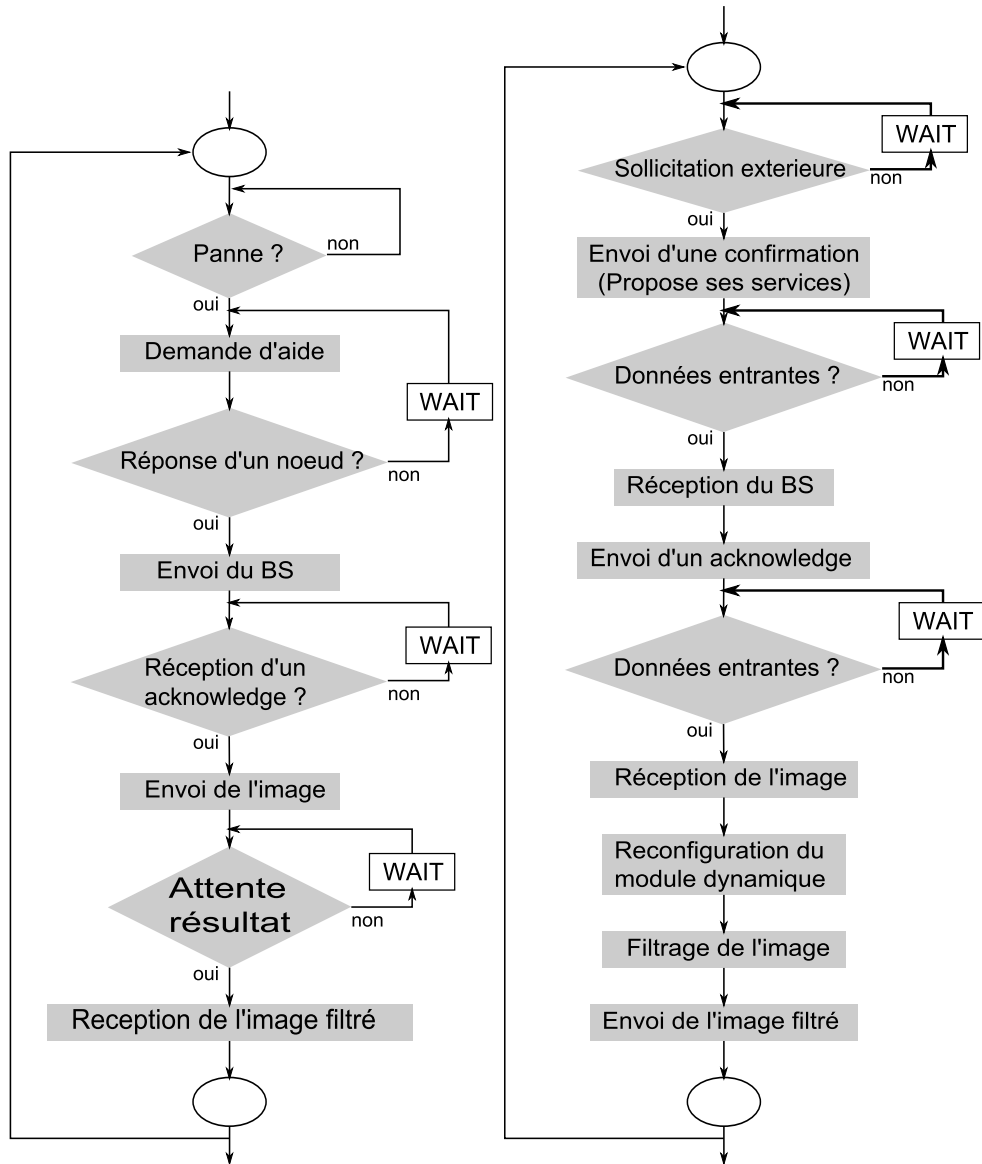 Panne ?
non
oui
Demande d'aide
WAIT
Réponse d'un noeud ?
non
oui
Envoi du BS
WAIT
Réception d'un
acknowledge ?
non
oui
Envoi de l'image
WAIT
Attente
résultat
non
oui
Reception de l'image filtré
WAIT
Sollicitation exterieure
non
oui
Envoi d'une confirmation
(Propose ses services)
WAIT
Données entrantes ?
non
oui
Réception du BS
Envoi d'un acknowledge
WAIT
Données entrantes ?
non
oui
Réception de l'image
Reconfiguration du
module dynamique
Filtrage de l'image
Envoi de l'image filtré